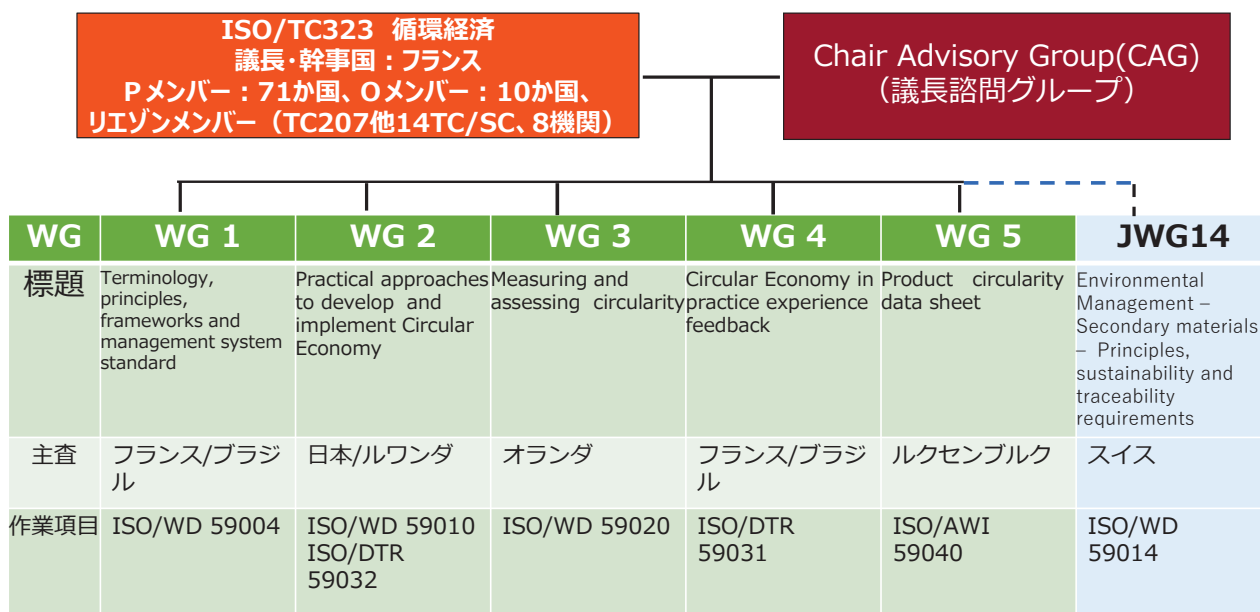 ISO/TC323 循環経済
議長・幹事国：フランス
Pメンバー：71か国、Oメンバー：10か国、
リエゾンメンバー（TC207他14TC/SC、8機関）
Chair Advisory Group(CAG)
（議長諮問グループ）
WG
WG 1
WG 2
WG 3
WG 4
WG 5
JWG14
標題
Terminology,
principles,
frameworks and
management system
standard
Practical approaches
to develop and
implement Circular
Economy
Measuring and
assessing circularity
Circular Economy in
practice experience
feedback
Product circularity
data sheet
Environmental
Management –
Secondary materials
– Principles,
sustainability and
traceability
requirements
主査
フランス/ブラジ
ル
日本/ルワンダ
オランダ
フランス/ブラジ
ル
ルクセンブルク
スイス
作業項目
ISO/WD 59004
ISO/WD 59010
ISO/DTR
59032
ISO/WD 59020
ISO/DTR
59031
ISO/AWI
59040
ISO/WD
59014